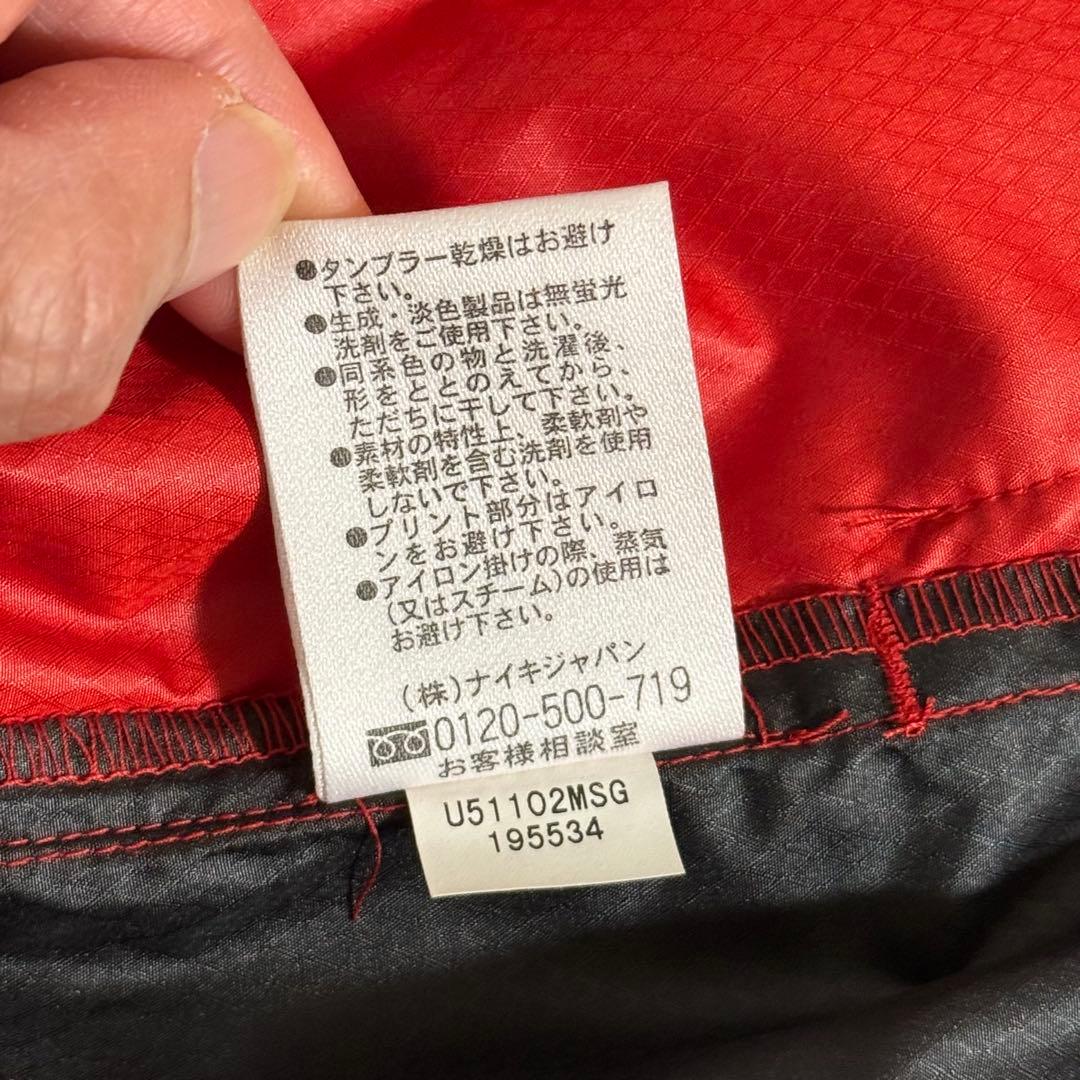 ●タンブラー乾燥はお避け
下さい。
●生成・淡色製品は無蛍光
洗剤をご使用下さい。
●同系色の物と洗濯後、
形をととのえてから、
ただちに干して下さい。
●素材の特性上、柔軟剤や
柔軟剤を含む洗剤を使用
しないで下さい。
●プリント部分はアイロ
ンをお避け下さい。
●アイロン掛けの際、蒸気
(又はスチーム)の使用は
お避け下さい。
(株)ナイキジャパン
0120-500-719
お客様相談室
U51102MSG
195534